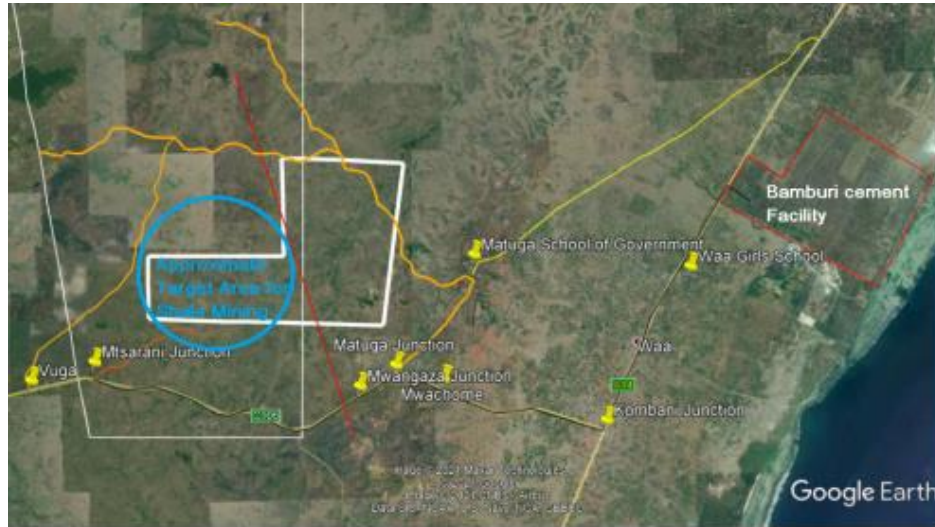 Bamburi cement
Facility
Matuga School of Government
Waa Girls School
Approximate
Target Area for
Shale Mining
Matuga Junction
Waa
Mtsarani Junction
Vuga
Mwangaza Junction
Mwachome
Kombani Junction
Google Earth